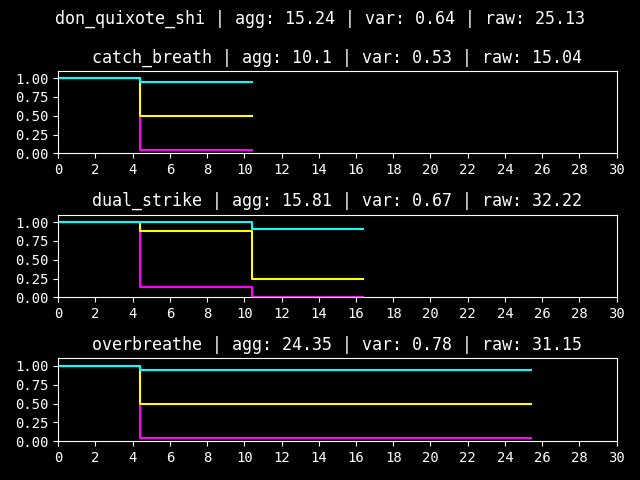 don_quixote_shi | agg: 15.24 | var: 0.64 | raw: 25.13
catch_breath | agg: 10.1 | var: 0.53 | raw: 15.04
1.00
0.75
0.50
0.25
0.00
0 2 4 6 8 10 12 14 16 18 20 22 24 26 28 30
dual_strike | agg: 15.81 | var: 0.67 | raw: 32.22
1.00
0.75
0.50
0.25
0.00
0 2 4 6 8 10 12 14 16 18 20 22 24 26 28 30
overbreathe | agg: 24.35 | var: 0.78 | raw: 31.15
1.00
0.75
0.50
0.25
0.00
0 2 4 6 8 10 12 14 16 18 20 22 24 26 28 30